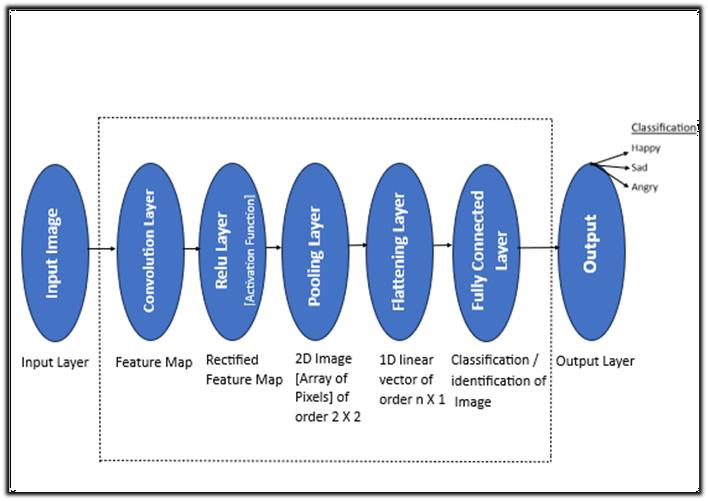 Classification
Happy
Sad
Angry
Input Image
Convolution Layer
Relu Layer
[Activation Function]
Pooling Layer
Flattening Layer
Fully Connected
Layer
Output
Input Layer
Feature Map
Rectified
Feature Map
2D Image
[Array of
Pixels] of
order 2 X 2
1D linear
vector of
order n X 1
Classification /
identification of
Image
Output Layer